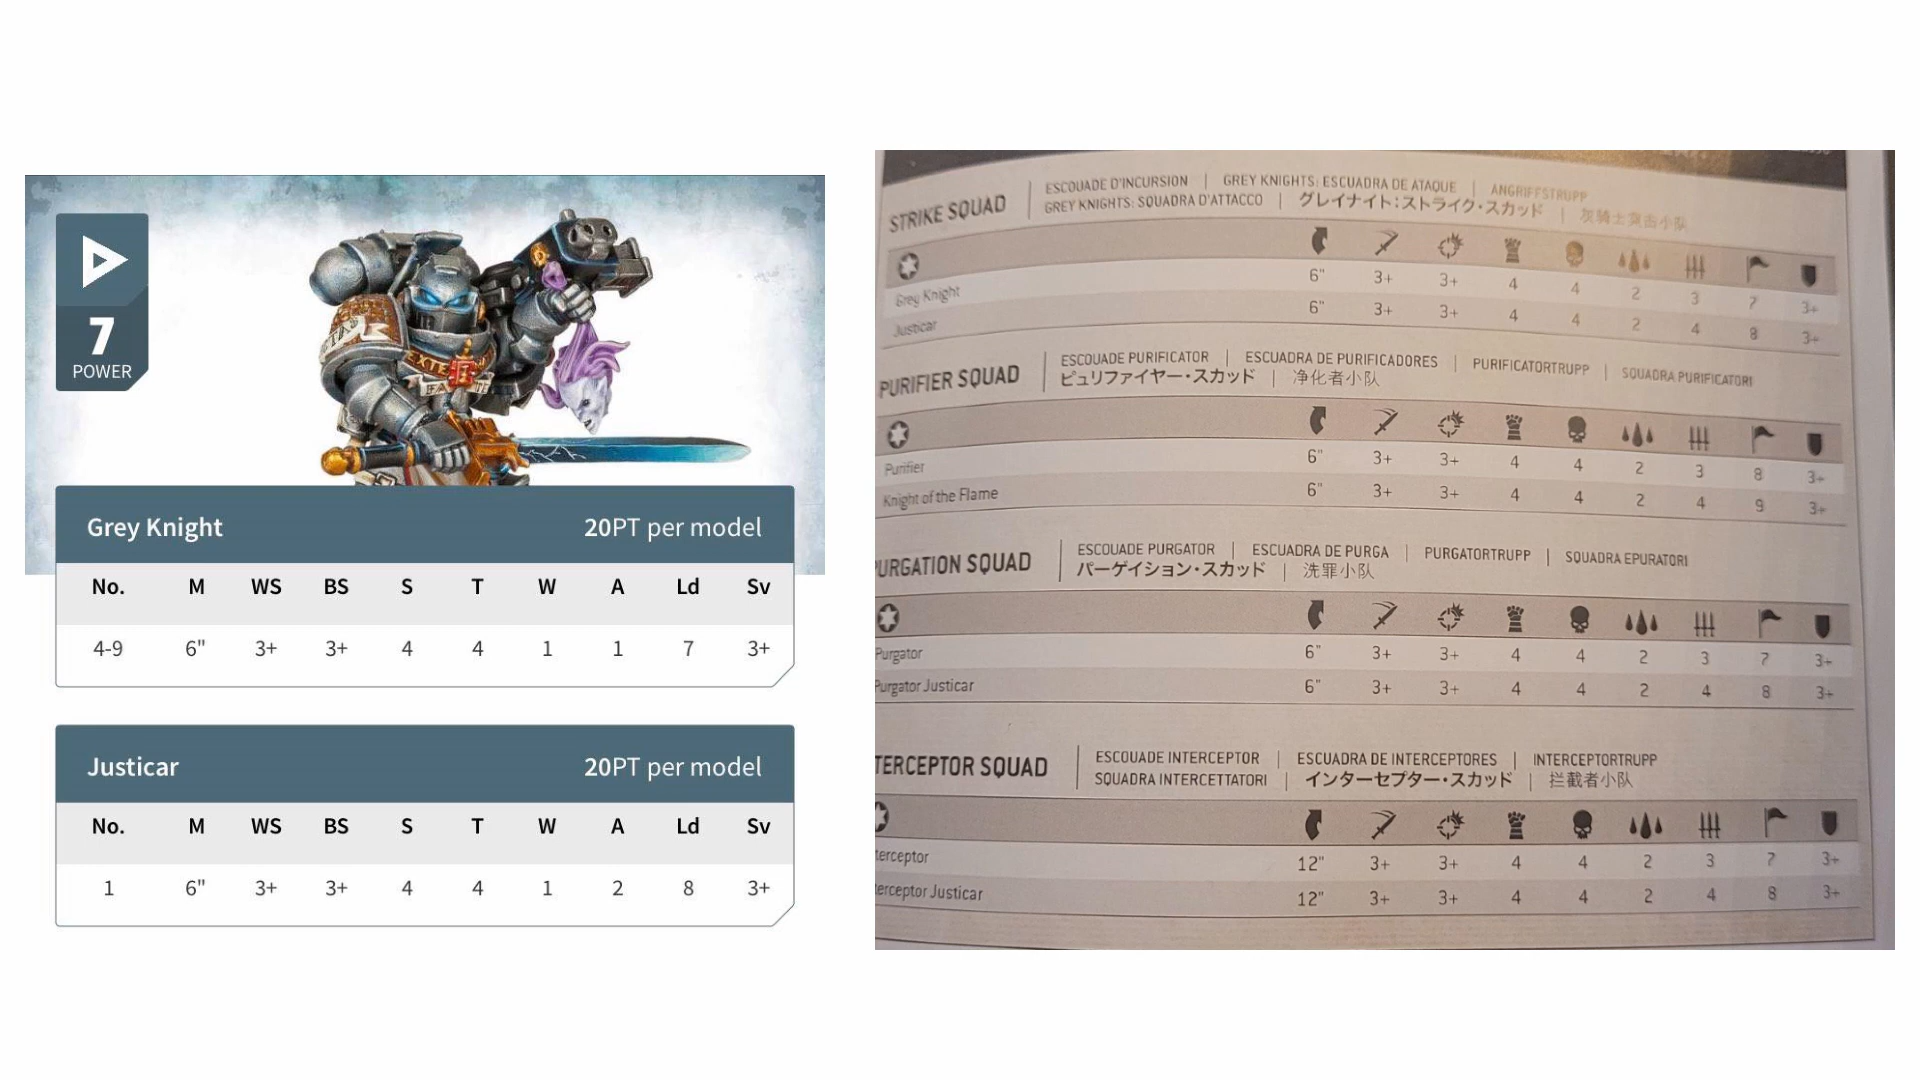 7
POWER
EXTE
Grey Knight 20PT per model
No. M WS BS S T W A Ld Sv
4-9 6" 3+ 3+ 4 4 1 1 7 3+
Justicar 20PT per model
No. M WS BS S T W A Ld Sv
1 6" 3+ 3+ 4 4 1 2 8 3+
STRIKE SQUAD
ESCOUADE D'INCURSION | GREY KNIGHTS: ESCUADRA DE ATAQUE | ANGRIFFSTRUPP
GREY KNIGHTS: SQUADRA D'ATTACCO | グレイナイト:ストライク・スカッド | 灰骑士突击小队
Grey Knight 6" 3+ 3+ 4 4 2 3 7 3+
Justicar 6" 3+ 3+ 4 4 2 4 8 3+
PURIFIER SQUAD
ESCOUADE PURIFICATOR | ESCUADRA DE PURIFICADORES | PURIFICATORTRUPP | SQUADRA PURIFICATORI
ピュリファイヤー・スカッド | 净化者小队
Purifier 6" 3+ 3+ 4 4 2 3 8 3+
Knight of the Flame 6" 3+ 3+ 4 4 2 4 9 3+
URGATION SQUAD
ESCOUADE PURGATOR | ESCUADRA DE PURGA | PURGATORTRUPP | SQUADRA EPURATORI
パーゲイション・スカッド | 洗罪小队
Purgator 6" 3+ 3+ 4 4 2 3 7 3+
Purgator Justicar 6" 3+ 3+ 4 4 2 4 8 3+
TERCEPTOR SQUAD
ESCOUADE INTERCEPTOR | ESCUADRA DE INTERCEPTORES | INTERCEPTORTRUPP
SQUADRA INTERCETTATORI | インターセプター・スカッド | 拦截者小队
terceptor 12" 3+ 3+ 4 4 2 3 7 3+
terceptor Justicar 12" 3+ 3+ 4 4 2 4 8 3+